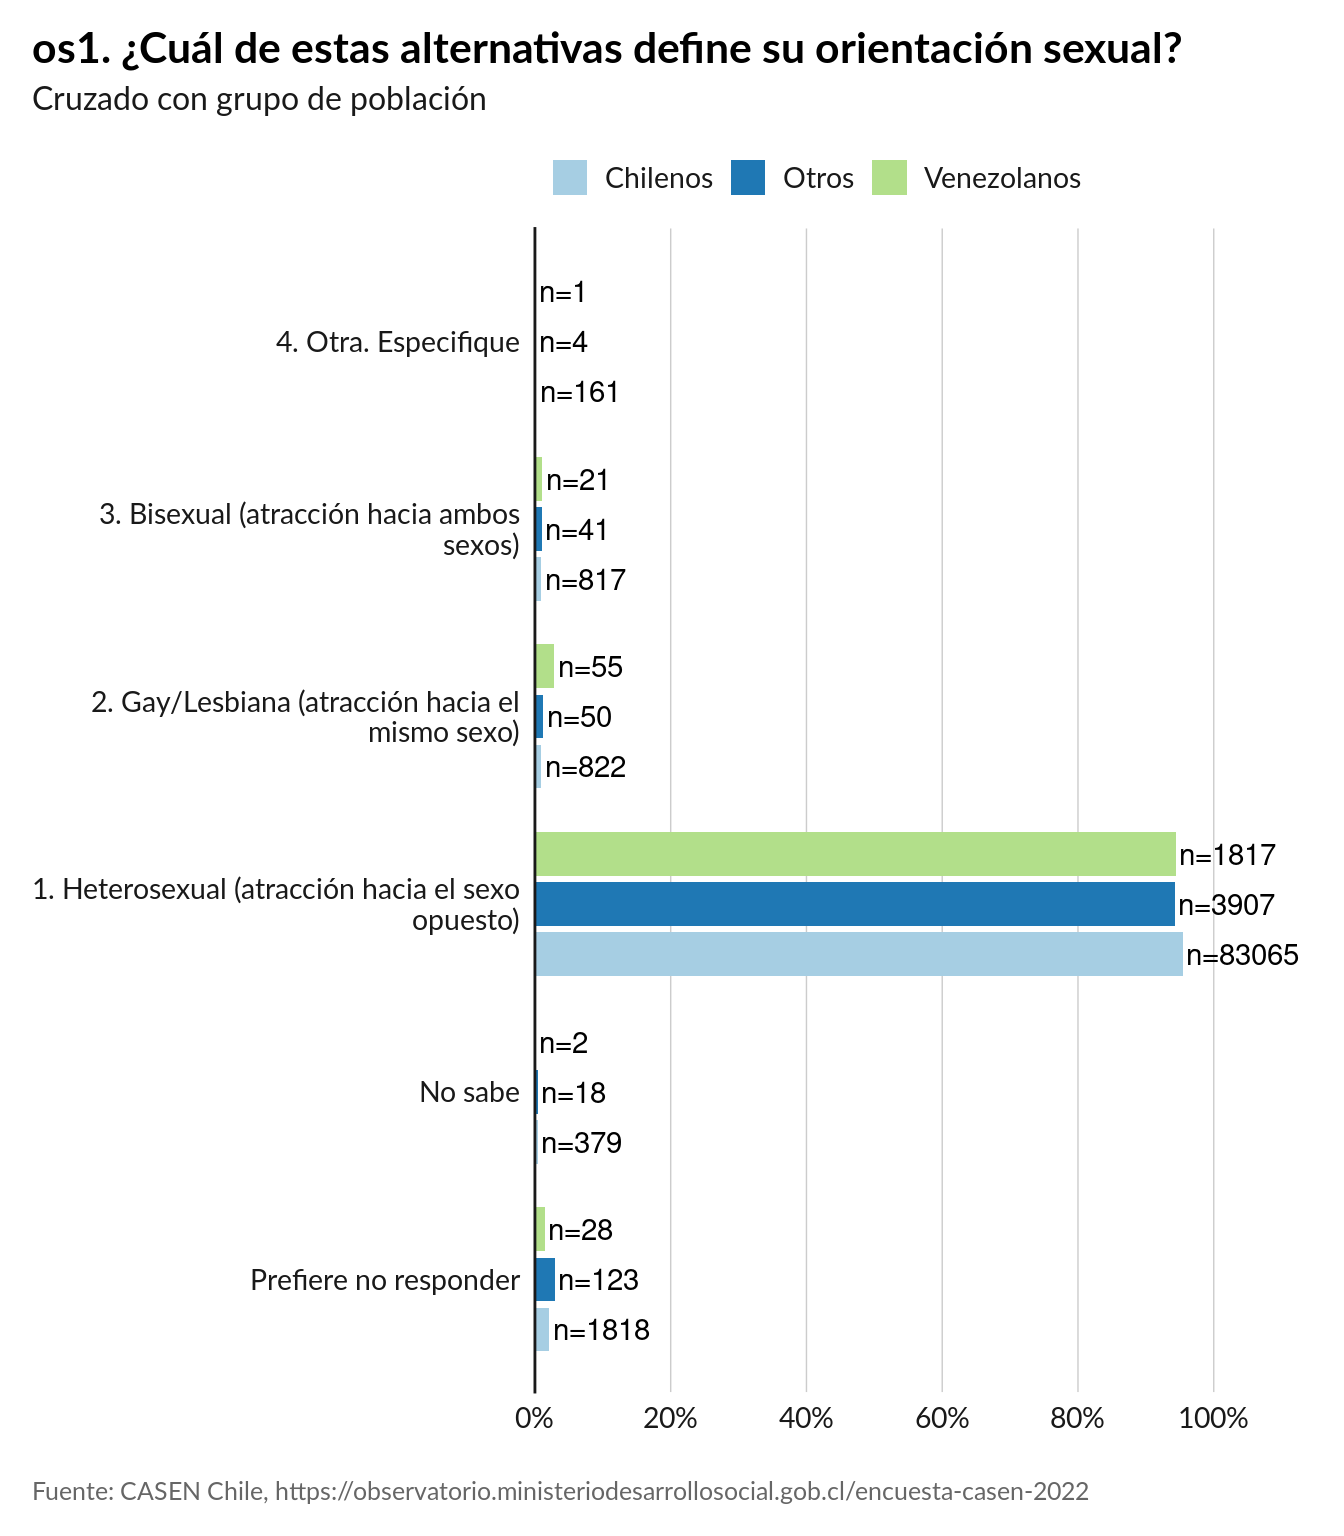 os1. ¿Cuál de estas alternativas define su orientación sexual?
Cruzado con grupo de población
Chilenos Otros Venezolanos
n=1
4. Otra. Especifique n=4
n=161
n=21
3. Bisexual (atracción hacia ambos
sexos)
n=41
n=817
n=55
2. Gay/Lesbiana (atracción hacia el
mismo sexo)
n=50
n=822
n=1817
1. Heterosexual (atracción hacia el sexo
opuesto)
n=3907
n=83065
n=2
No sabe n=18
n=379
n=28
Prefiere no responder n=123
n=1818
0% 20% 40% 60% 80% 100%
Fuente: CASEN Chile, https://observatorio.ministeriodesarrollosocial.gob.cl/encuesta-casen-2022